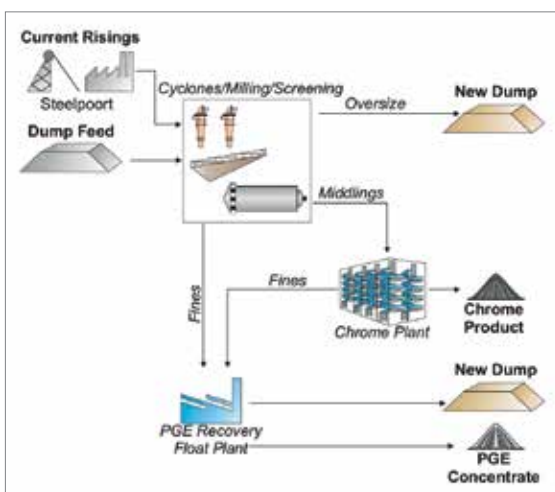 Current Risings
Steelpoort
Dump Feed
Cyclones/Milling/Screening
Oversize
New Dump
Middlings
Fines
Fines
Chrome Plant
Chrome
Product
New Dump
PGE Recovery
Float Plant
PGE
Concentrate